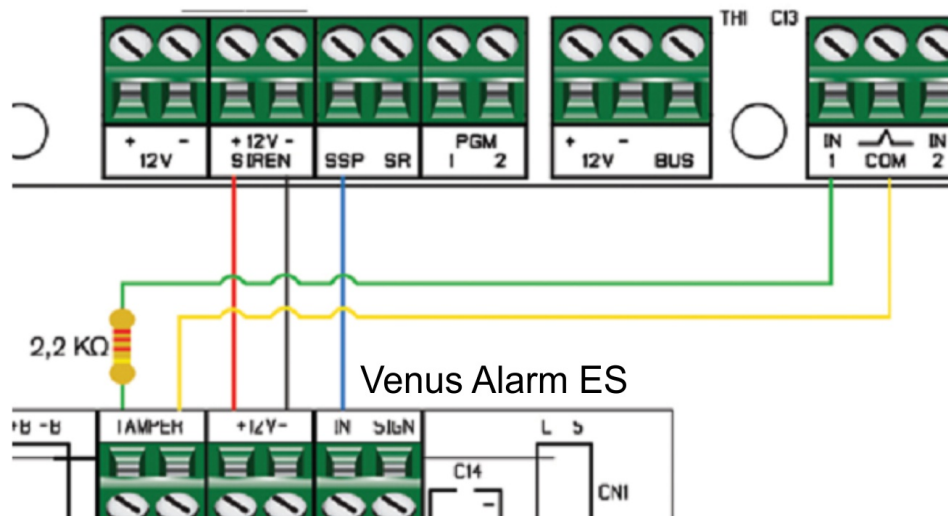 TH1 C13
+ - + 12V - PGM + - IN COM IN
12V SIREN SSP SR 1 2 12V BUS 1 2
2,2 KΩ
Venus Alarm ES
+B -B TAMPER +12V- IN SIGN L S
C14
CN1